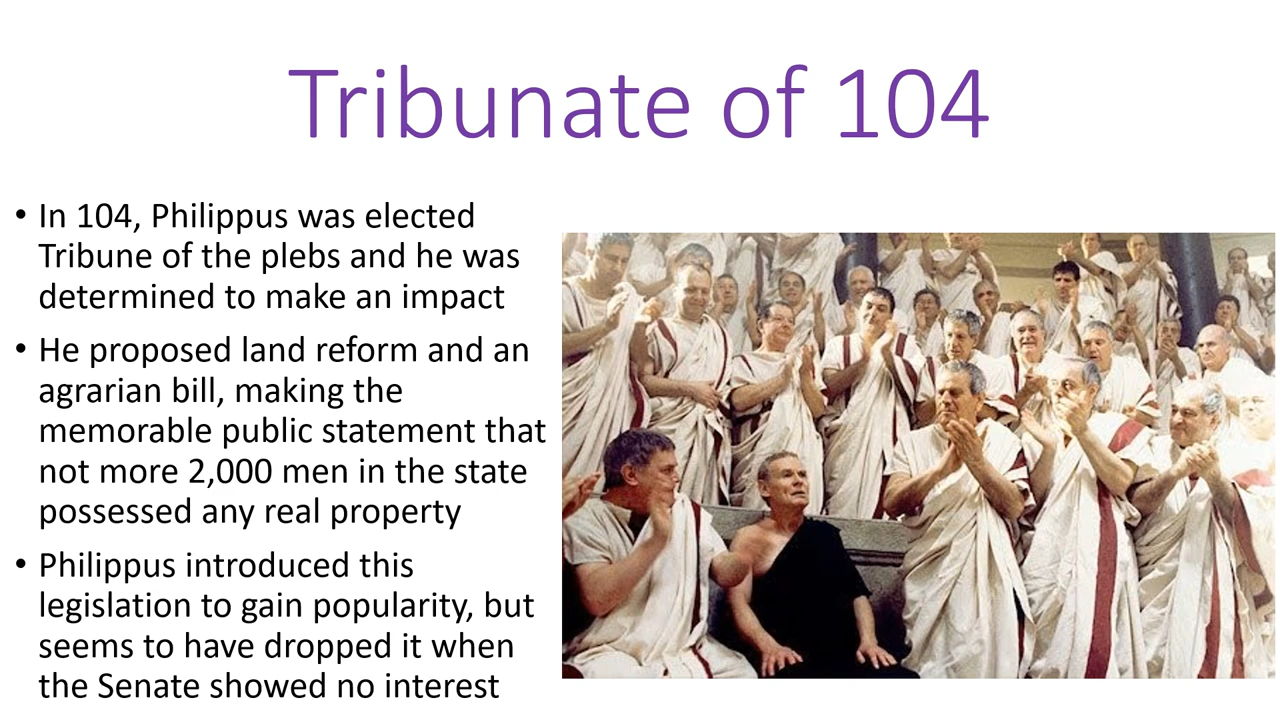 Tribunate of 104
• In 104, Philippus was elected
Tribune of the plebs and he was
determined to make an impact
• He proposed land reform and an
agrarian bill, making the
memorable public statement that
not more 2,000 men in the state
possessed any real property
• Philippus introduced this
legislation to gain popularity, but
seems to have dropped it when
the Senate showed no interest